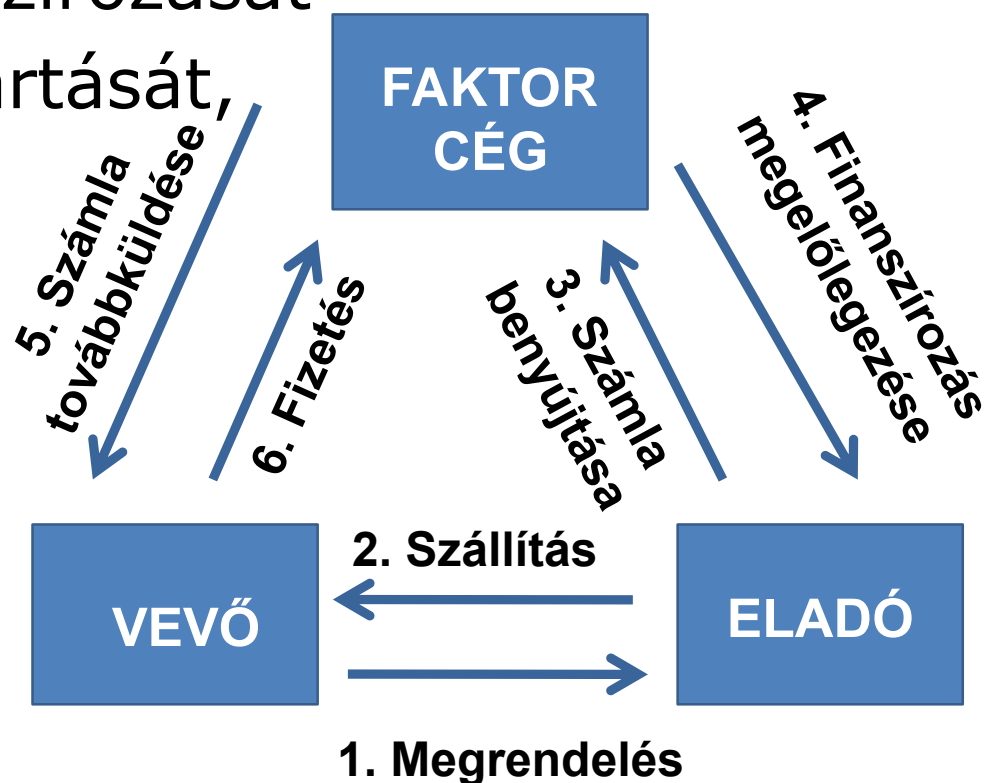 FAKTOR
CÉG
5. Számla
továbbküldése
6. Fizetés
3. Számla
benyújtása
4. Finanszírozás
megelőlegezése
2. Szállítás
VEVŐ
ELADÓ
1. Megrendelés